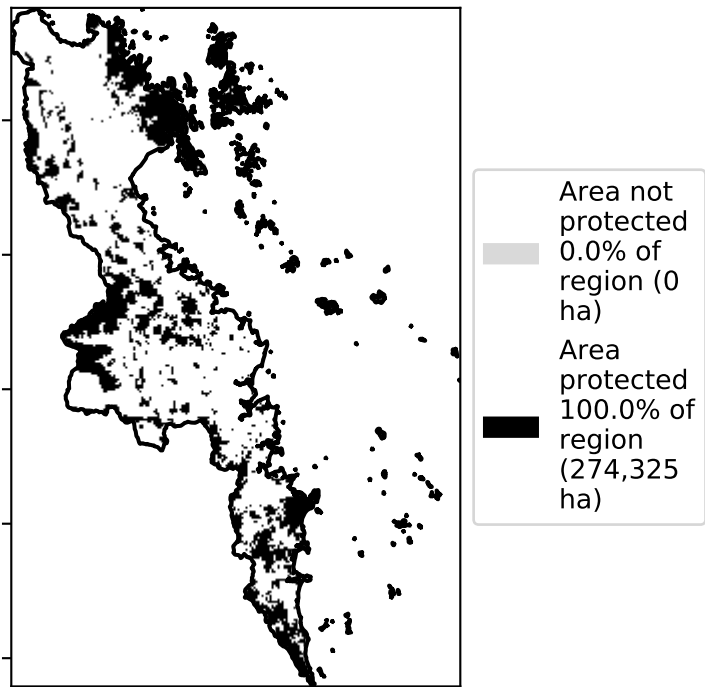 Area not
protected
0.0% of
region (0
ha)
Area
protected
100.0% of
region
(274,325
ha)